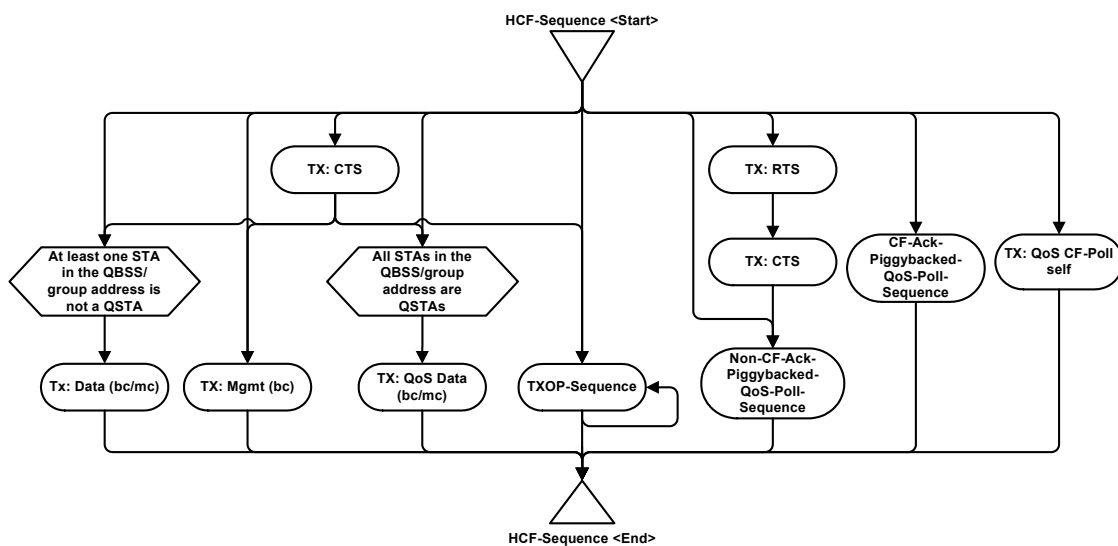 HCF-Sequence <Start>
TX: CTS
TX: RTS
At least one STA
in the QBSS/
group address is
not a QSTA
All STAs in the
QBSS/group
address are
QSTAs
TX: CTS
CF-Ack-
Piggybacked-
QoS-Poll-
Sequence
TX: QoS CF-Poll
self
Tx: Data (bc/mc)
TX: Mgmt (bc)
TX: QoS Data
(bc/mc)
TXOP-Sequence
Non-CF-Ack-
Piggybacked-
QoS-Poll-
Sequence
HCF-Sequence <End>